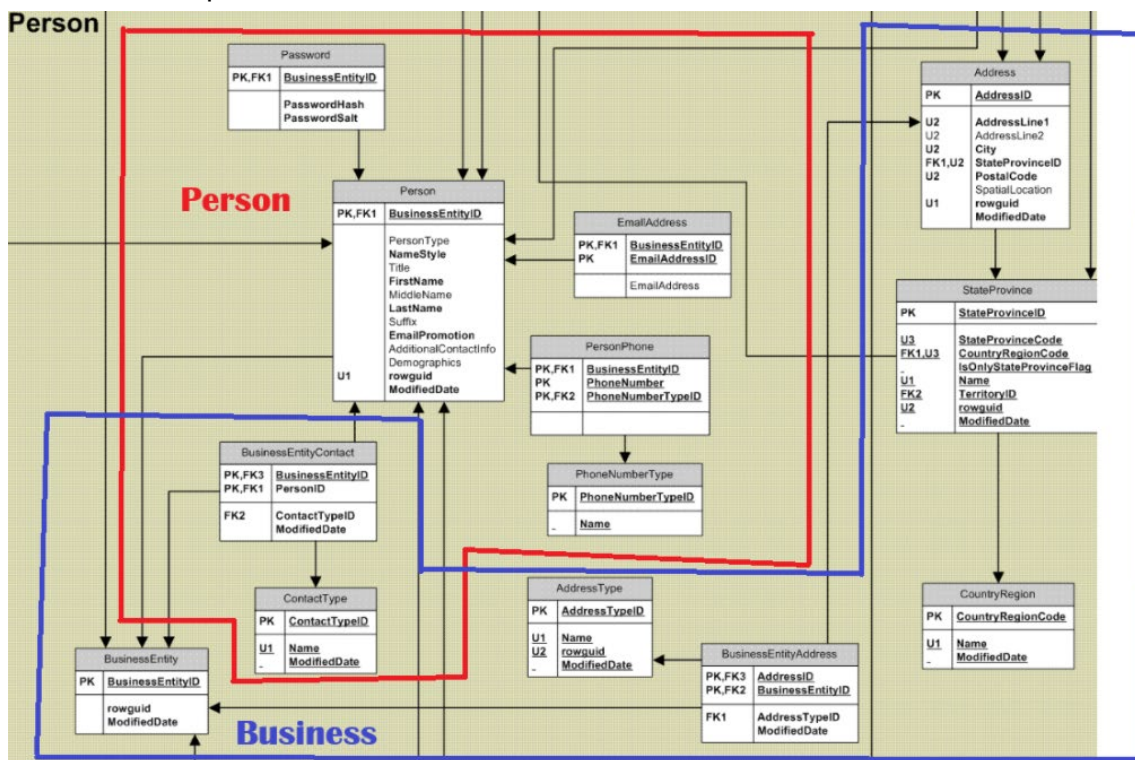 Person
Password
PK,FK1 BusinessEntityID
PasswordHash
PasswordSalt
Person
Person
PK,FK1 BusinessEntityID
PersonType
NameStyle
Title
FirstName
MiddleName
LastName
Suffix
EmailPromotion
AdditionalContactInfo
Demographics
U1 rowguid
ModifiedDate
EmailAddress
PK,FK1 BusinessEntityID
PK EmailAddressID
EmailAddress
PersonPhone
PK,FK1 BusinessEntityID
PK PhoneNumber
PK,FK2 PhoneNumberTypeID
PhoneNumberType
PK PhoneNumberTypeID
_ Name
Address
PK AddressID
U2 AddressLine1
U2 AddressLine2
U2 City
FK1,U2 StateProvinceID
U2 PostalCode
SpatialLocation
U1 rowguid
ModifiedDate
StateProvince
PK StateProvinceID
U3 StateProvinceCode
FK1,U3 CountryRegionCode
_ IsOnlyStateProvinceFlag
U1 Name
FK2 TerritoryID
U2 rowguid
_ ModifiedDate
BusinessEntityContact
PK,FK3 BusinessEntityID
PK,FK1 PersonID
FK2 ContactTypeID
ModifiedDate
ContactType
PK ContactTypeID
U1 Name
_ ModifiedDate
AddressType
PK AddressTypeID
U1 Name
U2 rowguid
_ ModifiedDate
CountryRegion
PK CountryRegionCode
U1 Name
_ ModifiedDate
BusinessEntity
PK BusinessEntityID
rowguid
ModifiedDate
BusinessEntityAddress
PK,FK3 AddressID
PK,FK2 BusinessEntityID
FK1 AddressTypeID
ModifiedDate
Business